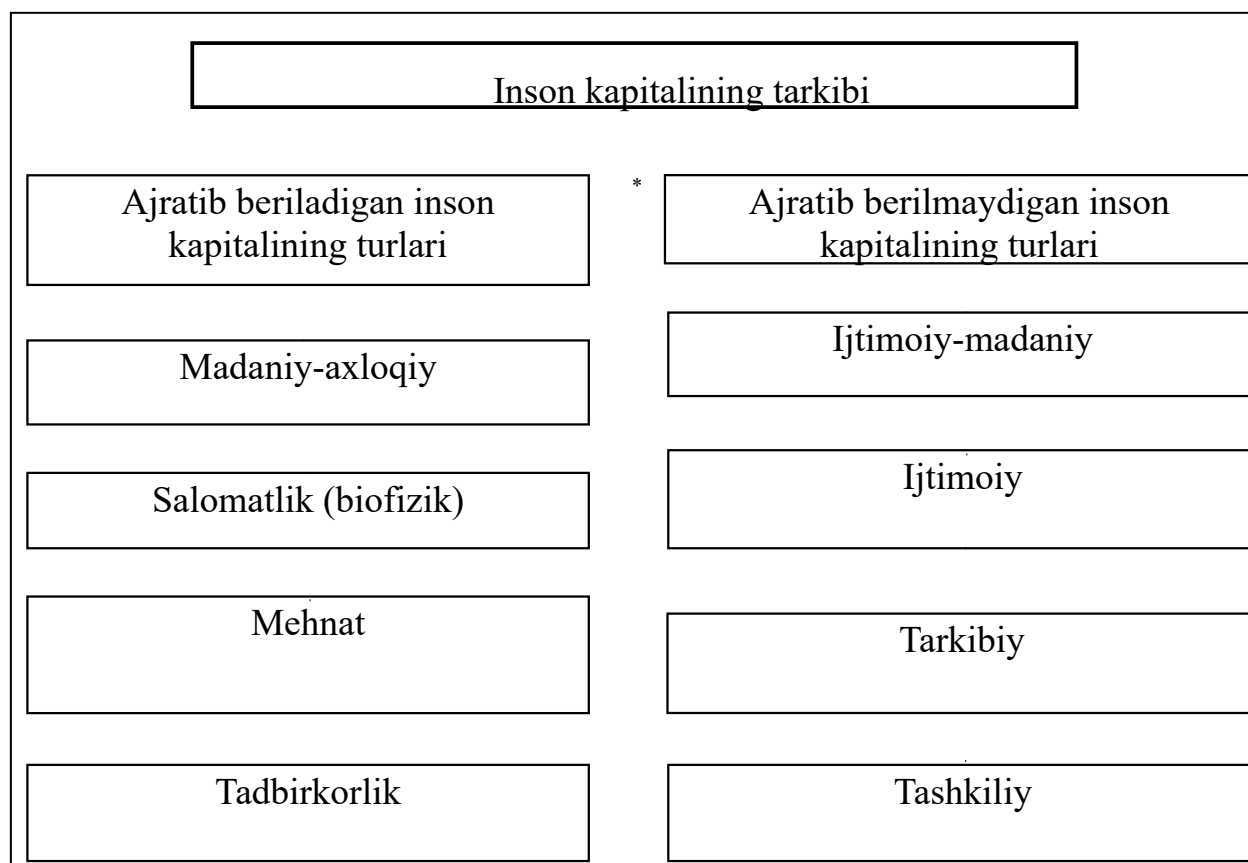 Inson kapitalining tarkibi
Ajratib beriladigan inson
kapitalining turlari
*
Ajratib berilmaydigan inson
kapitalining turlari
Madaniy-axloqiy
Ijtimoiy-madaniy
Salomatlik (biofizik)
Ijtimoiy
Mehnat
Tarkibiy
Tadbirkorlik
Tashkiliy